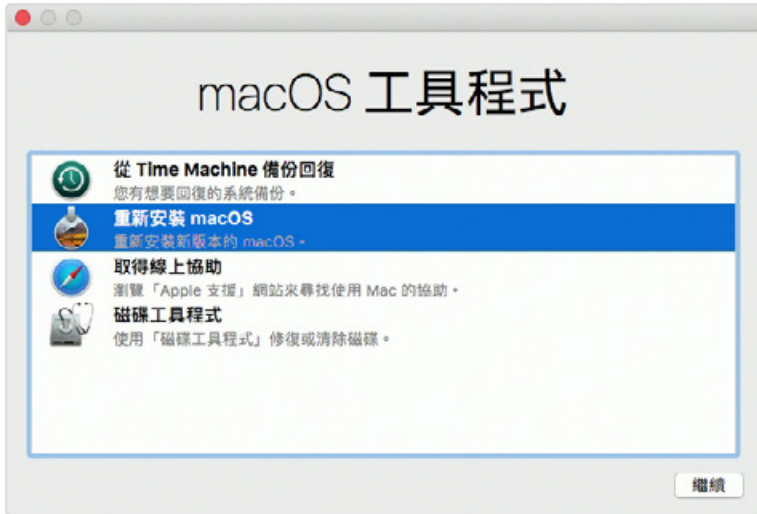 macOS 工具程式
從 Time Machine 備份回復
您有想要回復的系統備份。
重新安裝 macOS
重新安裝新版本的 macOS。
取得線上協助
瀏覽「Apple 支援」網站來尋找使用 Mac 的協助。
磁碟工具程式
使用「磁碟工具程式」修復或清除磁碟。
繼續